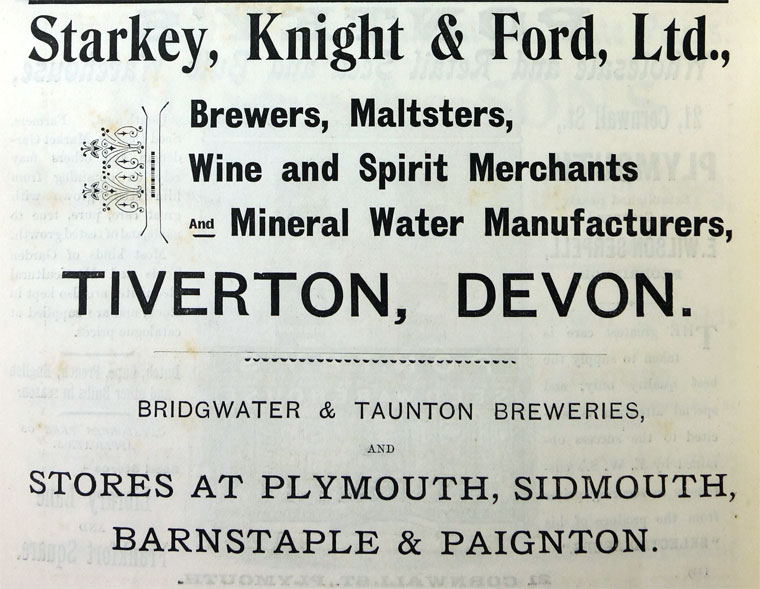 Starkey, Knight & Ford, Ltd.,
Brewers, Maltsters,
Wine and Spirit Merchants
And Mineral Water Manufacturers,
TIVERTON, DEVON.
BRIDGWATER & TAUNTON BREWERIES,
AND
STORES AT PLYMOUTH, SIDMOUTH,
BARNSTAPLE & PAIGNTON.